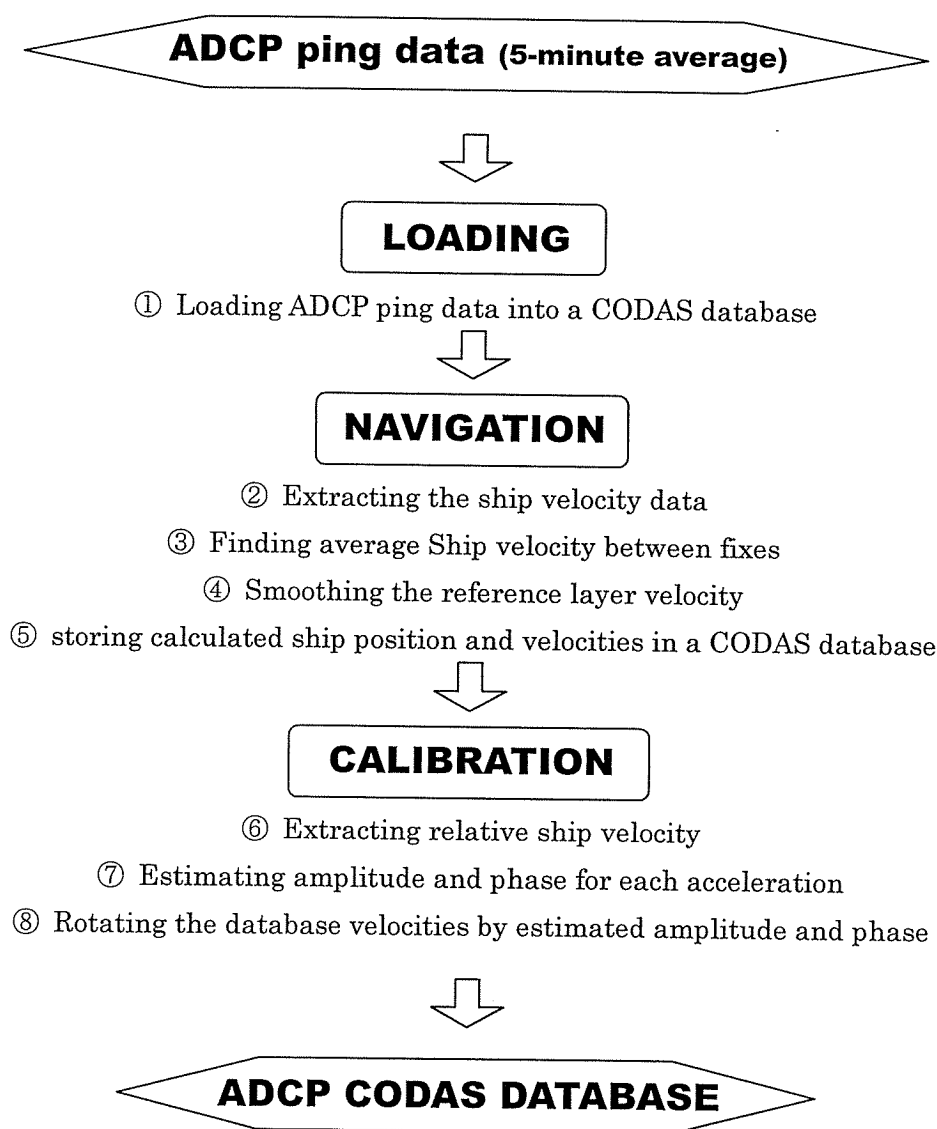 ADCP ping data (5-minute average)
LOADING
① Loading ADCP ping data into a CODAS database
NAVIGATION
② Extracting the ship velocity data
③ Finding average Ship velocity between fixes
④ Smoothing the reference layer velocity
⑤ storing calculated ship position and velocities in a CODAS database
CALIBRATION
⑥ Extracting relative ship velocity
⑦ Estimating amplitude and phase for each acceleration
⑧ Rotating the database velocities by estimated amplitude and phase
ADCP CODAS DATABASE